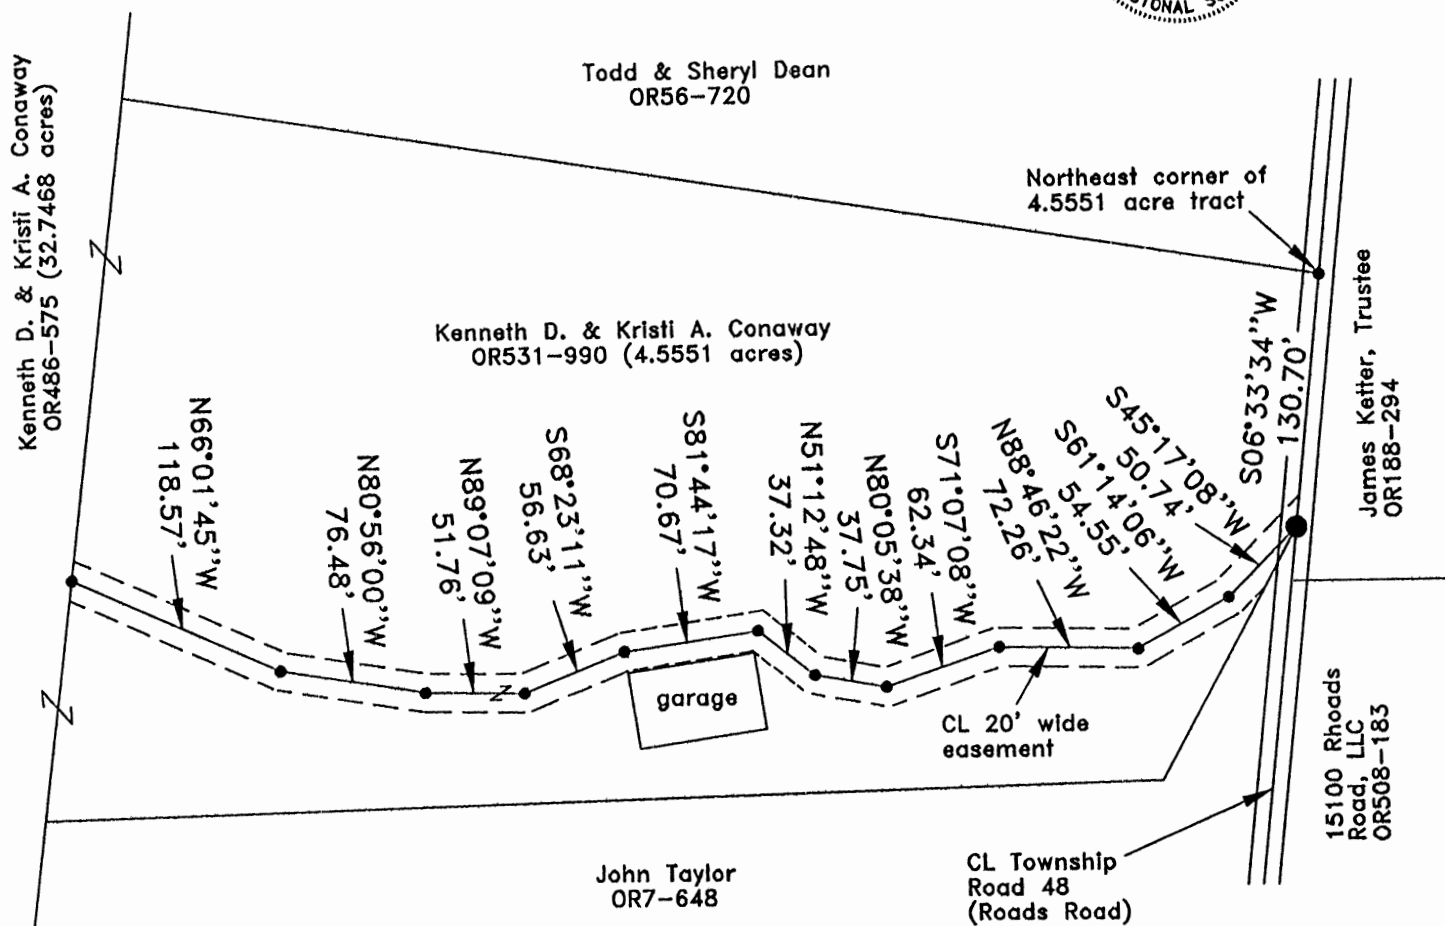 SIONAL SU
Todd & Sheryl Dean
OR56-720
Kenneth D. & Kristi A. Conaway
OR486-575 (32.7468 acres)
Northeast corner of
4.5551 acre tract
Kenneth D. & Kristi A. Conaway
OR531-990 (4.5551 acres)
James Ketter, Trustee
OR188-294
S06°33'34"W
130.70'
S45°17'08"W
50.74'
S61°14'06"W
54.55'
N88°46'22"W
72.26'
S71°07'08"W
62.34'
N80°05'38"W
37.75'
N51°12'48"W
37.32'
S81°44'17"W
70.67'
S68°23'11"W
56.63'
N89°07'09"W
51.76'
N80°56'00"W
76.48'
N66°01'45"W
118.57'
garage
CL 20' wide
easement
15100 Rhoads
Road, LLC
OR508-183
John Taylor
OR7-648
CL Township
Road 48
(Roads Road)